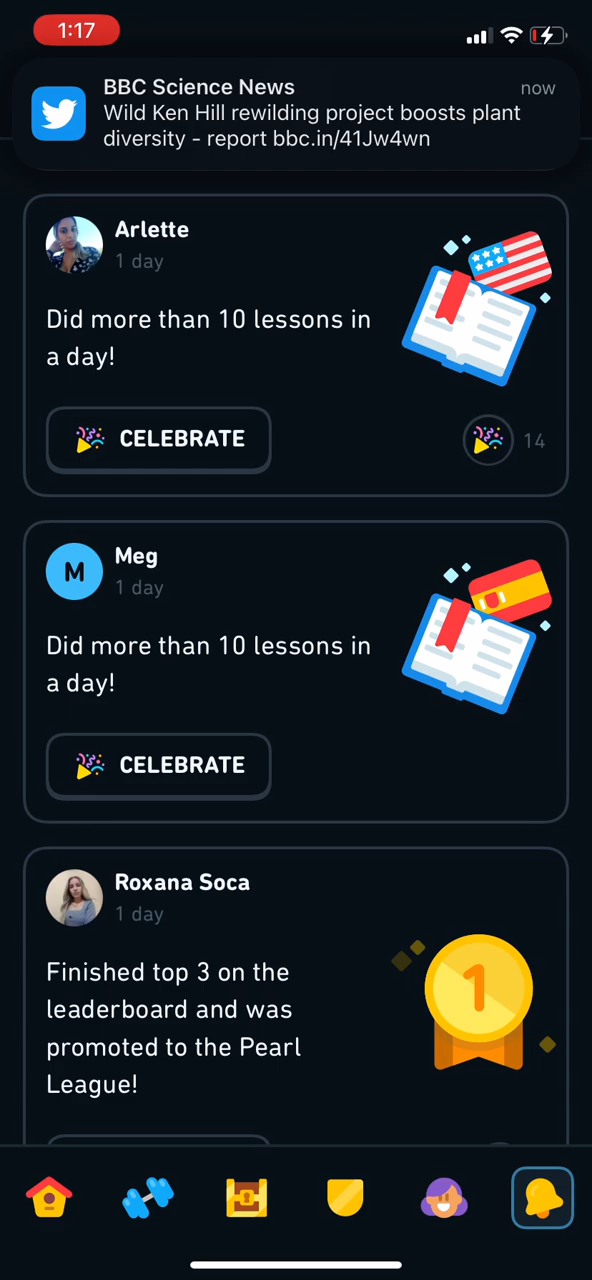 1:17
BBC Science News
now
Wild Ken Hill rewilding project boosts plant
diversity - report bbc.in/41Jw4wn
Arlette
1 day
Did more than 10 lessons in
a day!
CELEBRATE
14
M
Meg
1 day
Did more than 10 lessons in
a day!
CELEBRATE
Roxana Soca
1 day
Finished top 3 on the
leaderboard and was
promoted to the Pearl
League!
1